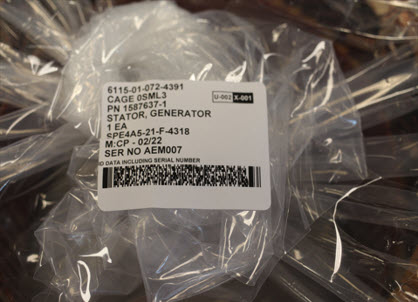 6115-01-072-4391
U-002 X-001
CAGE 0SML3
PN 1587637-1
STATOR, GENERATOR
1 EA
SPE4A5-21-F-4318
M:CP - 02/22
SER NO AEM007
ID DATA INCLUDING SERIAL NUMBER